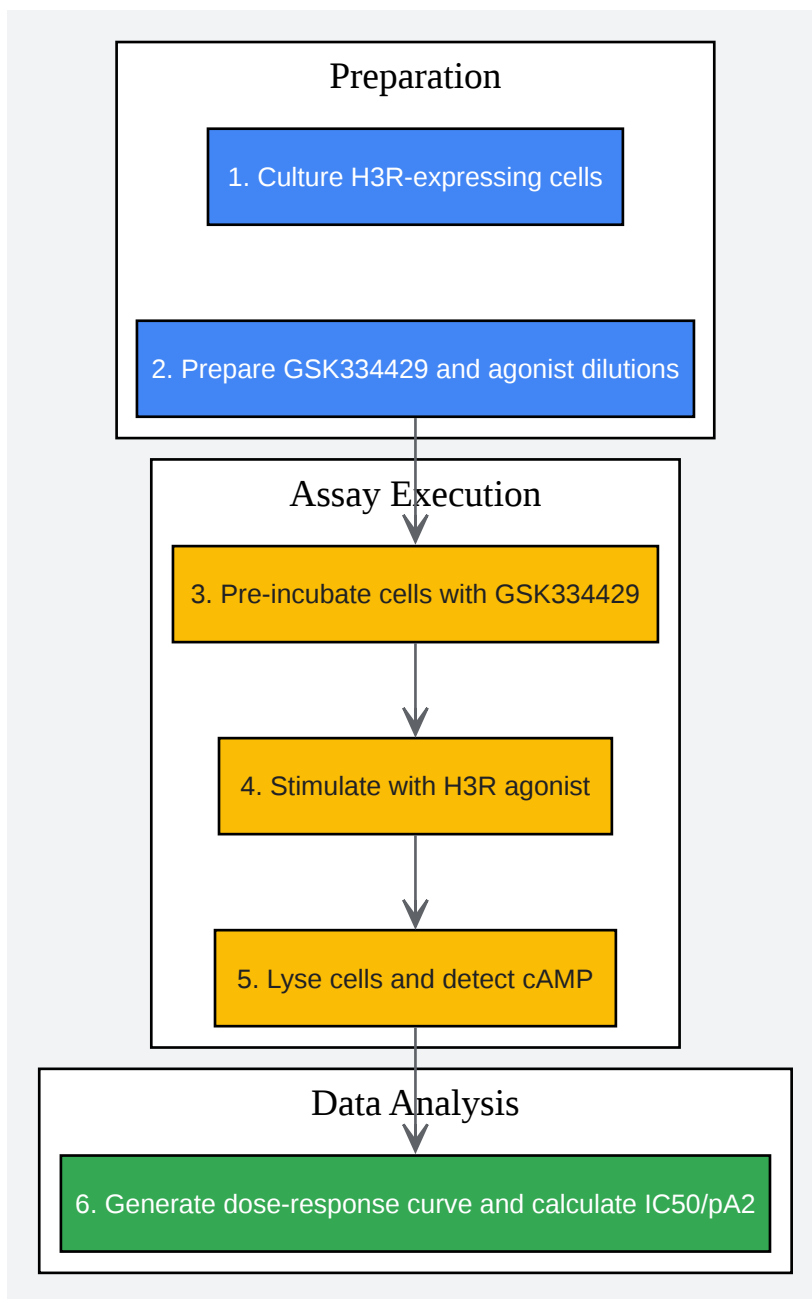 Preparation
1. Culture H3R-expressing cells
2. Prepare GSK334429 and agonist dilutions
Assay Execution
3. Pre-incubate cells with GSK334429
4. Stimulate with H3R agonist
5. Lyse cells and detect cAMP
Data Analysis
6. Generate dose-response curve and calculate IC50/pA2